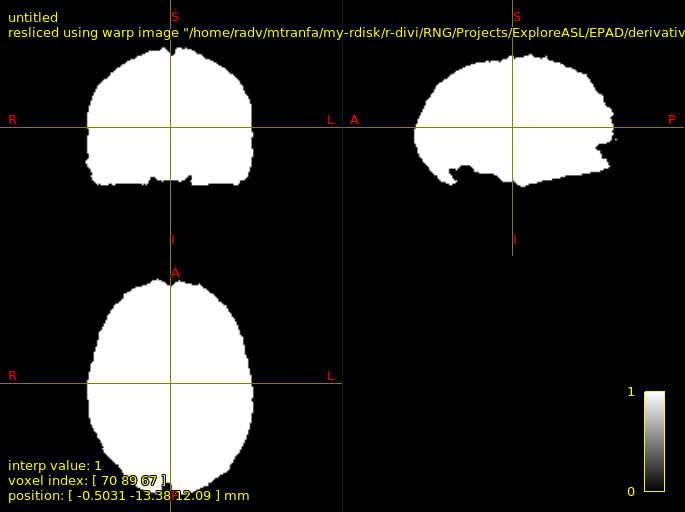 untitled
resliced using warp image "/home/radv/mtranfa/my-rdisk/r-divi/RNG/Projects/ExploreASL/EPAD/derivativ
S S
R L A P
I I
A
R L
1
interp value: 1
voxel index: [ 70 89 67 ]
0
position: [ -0.5031 -13.38 12.09 ] mm
P